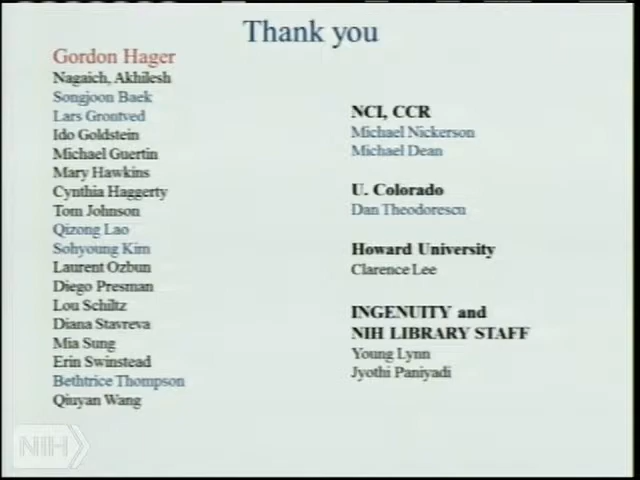 Thank you
Gordon Hager
Nagaich, Akhilesh
Songjoon Baek
Lars Grontved
Ido Goldstein
Michael Guertin
Mary Hawkins
Cynthia Haggerty
Tom Johnson
Qizong Lao
Sohyoung Kim
Laurent Ozbun
Diego Presman
Lou Schiltz
Diana Stavreva
Mia Sung
Erin Swinstead
Bethtrice Thompson
Qiuyan Wang
NCI, CCR
Michael Nickerson
Michael Dean
U. Colorado
Dan Theodorescu
Howard University
Clarence Lee
INGENUITY and
NIH LIBRARY STAFF
Young Lynn
Jyothi Paniyadi
NIH